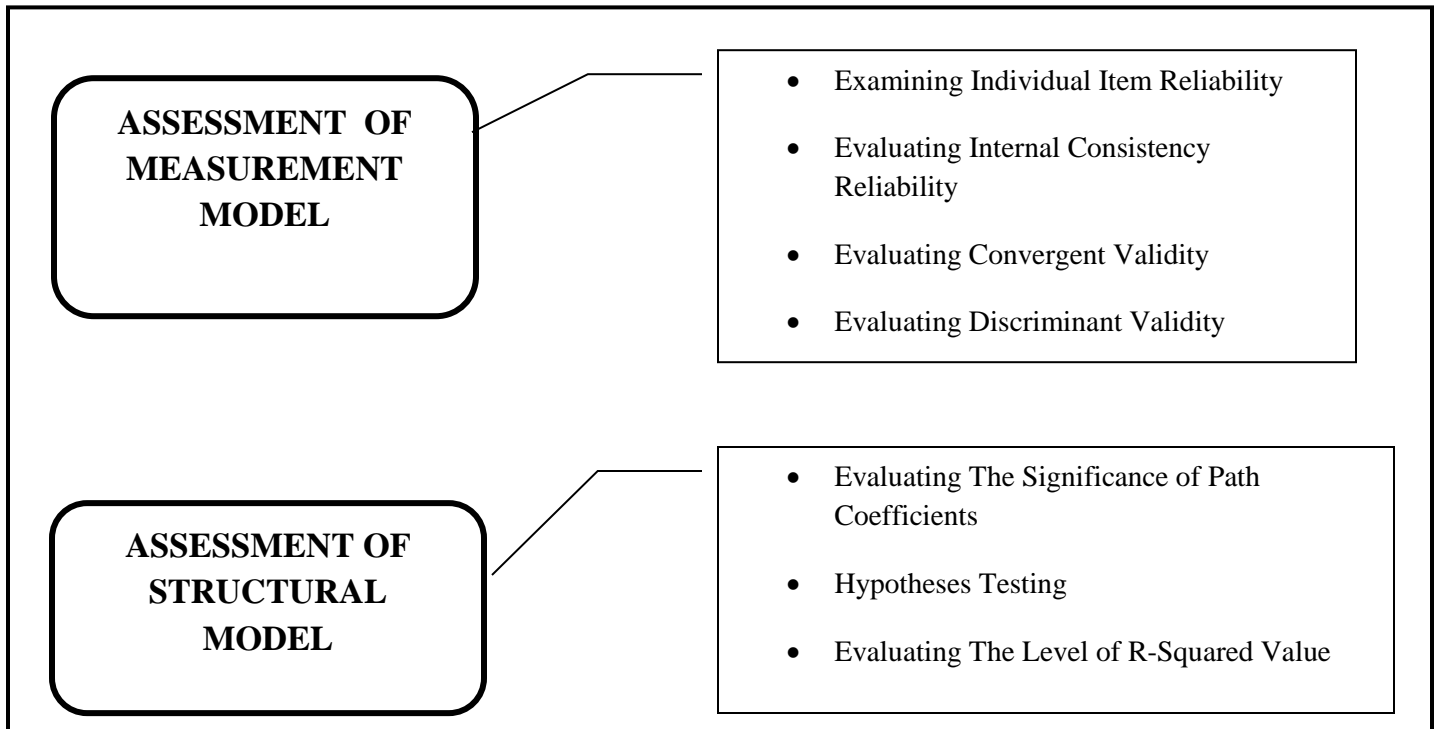 ASSESSMENT OF
MEASUREMENT
MODEL
• Examining Individual Item Reliability
• Evaluating Internal Consistency
Reliability
• Evaluating Convergent Validity
• Evaluating Discriminant Validity
ASSESSMENT OF
STRUCTURAL
MODEL
• Evaluating The Significance of Path
Coefficients
• Hypotheses Testing
• Evaluating The Level of R-Squared Value